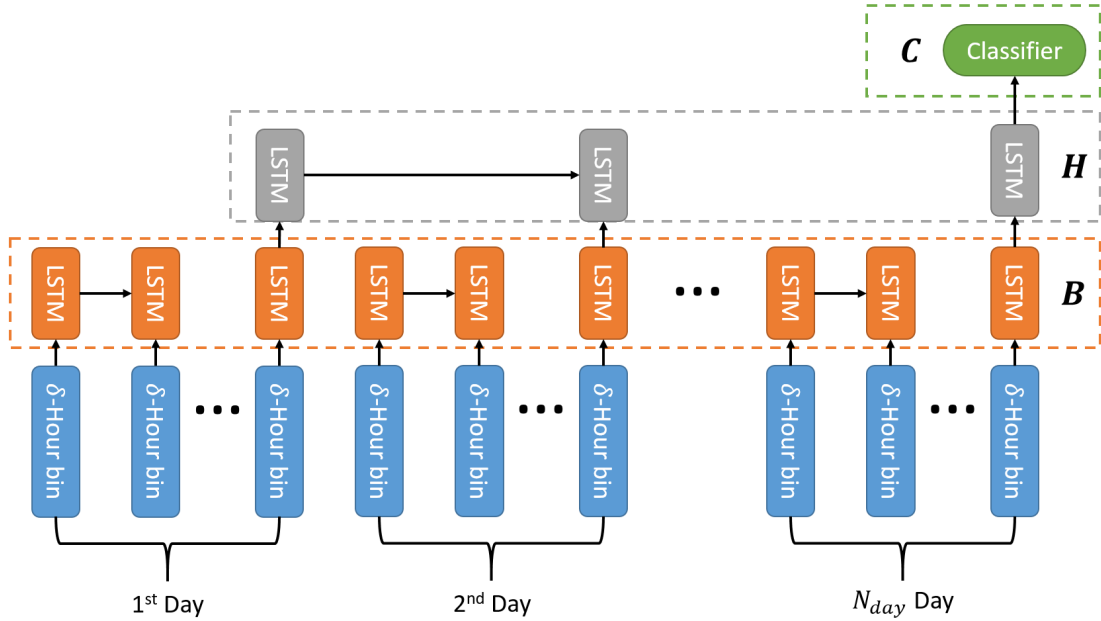 C Classifier
LSTM LSTM LSTM H
LSTM LSTM LSTM LSTM LSTM LSTM ... LSTM LSTM LSTM B
δ-Hour bin δ-Hour bin ... δ-Hour bin δ-Hour bin δ-Hour bin ... δ-Hour bin δ-Hour bin δ-Hour bin ... δ-Hour bin
1st Day 2nd Day N_day Day